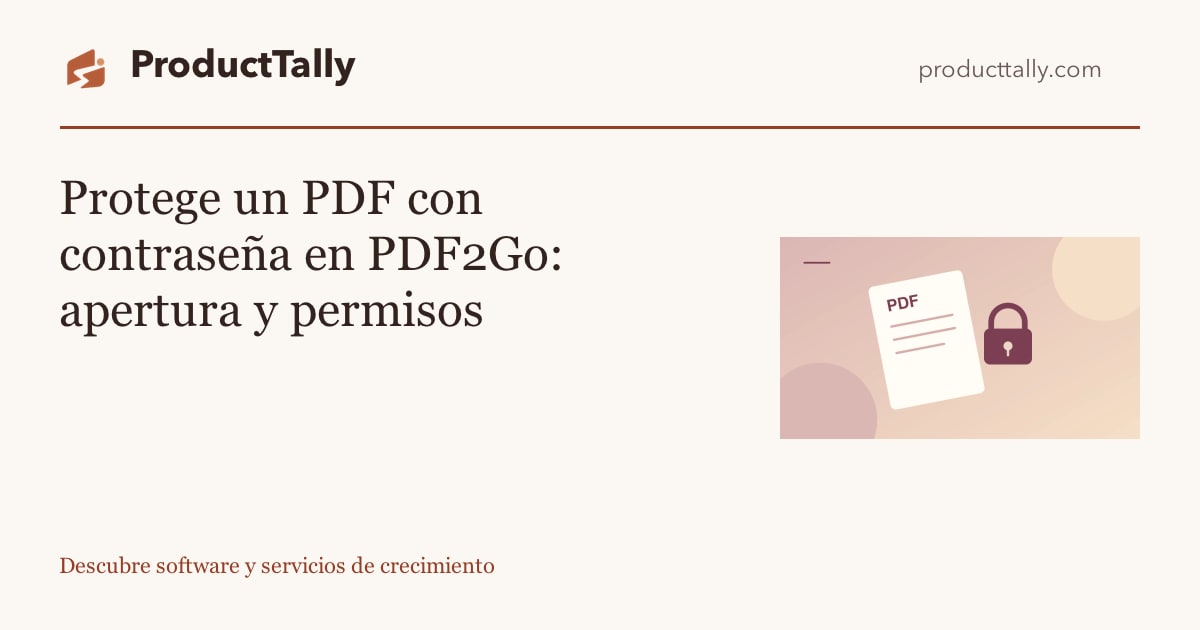 ProductTally
producttally.com
Protege un PDF con
contraseña en PDF2Go:
apertura y permisos
PDF
Descubre software y servicios de crecimiento